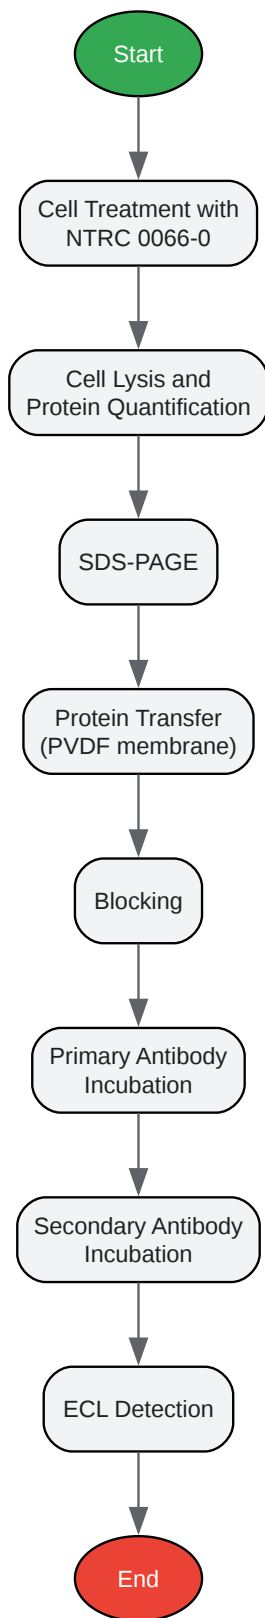 Start
Cell Treatment with
NTRC 0066-0
Cell Lysis and
Protein Quantification
SDS-PAGE
Protein Transfer
(PVDF membrane)
Blocking
Primary Antibody
Incubation
Secondary Antibody
Incubation
ECL Detection
End